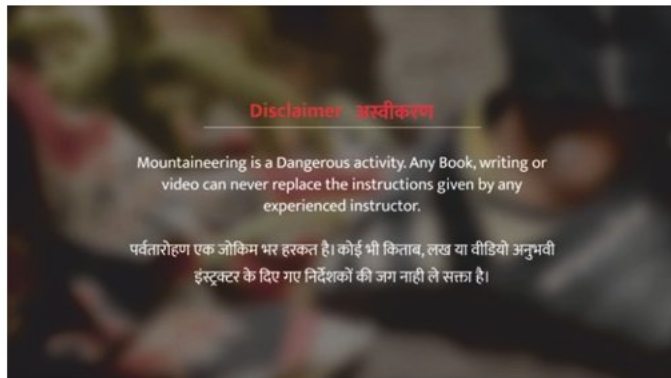 Disclaimer अस्वीकरण
Mountaineering is a Dangerous activity. Any Book, writing or
video can never replace the instructions given by any
experienced instructor.
पर्वतारोहण एक जोकिम भर हरकत है। कोई भी किताब, लख या वीडियो अनुभवी
इंस्ट्रक्टर के दिए गए निर्देशकों की जग नाही ले सक्ता है।